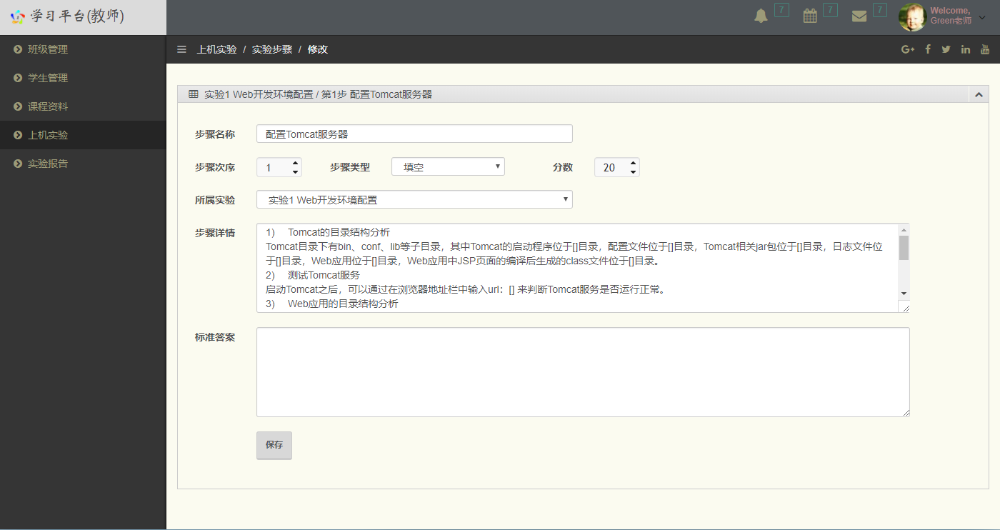 学习平台(教师)
7
7
7
Welcome,
Green老师
班级管理
学生管理
课程资料
上机实验
实验报告
上机实验 / 实验步骤 / 修改
实验1 Web开发环境配置 / 第1步 配置Tomcat服务器
步骤名称 配置Tomcat服务器
步骤次序 1 步骤类型 填空 分数 20
所属实验 实验1 Web开发环境配置
步骤详情
1) Tomcat的目录结构分析
Tomcat目录下有bin、conf、lib等子目录，其中Tomcat的启动程序位于[]目录，配置文件位于[]目录，Tomcat相关jar包位于[]目录，日志文件位
于[]目录，Web应用位于[]目录，Web应用中JSP页面的编译后生成的class文件位于[]目录。
2) 测试Tomcat服务
启动Tomcat之后，可以通过在浏览器地址栏中输入url：[] 来判断Tomcat服务是否运行正常。
3) Web应用的目录结构分析
标准答案
保存